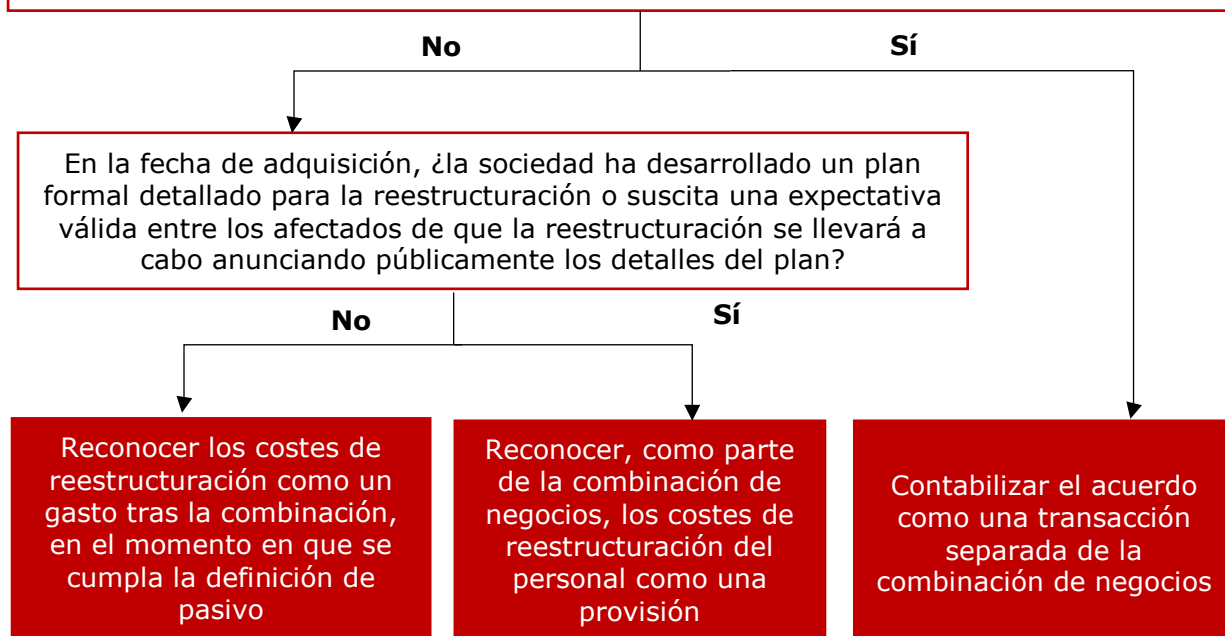 No
Sí
En la fecha de adquisición, ¿la sociedad ha desarrollado un plan
formal detallado para la reestructuración o suscita una expectativa
válida entre los afectados de que la reestructuración se llevará a
cabo anunciando públicamente los detalles del plan?
No
Sí
Reconocer los costes de
reestructuración como un
gasto tras la combinación,
en el momento en que se
cumpla la definición de
pasivo
Reconocer, como parte
de la combinación de
negocios, los costes de
reestructuración del
personal como una
provisión
Contabilizar el acuerdo
como una transacción
separada de la
combinación de negocios